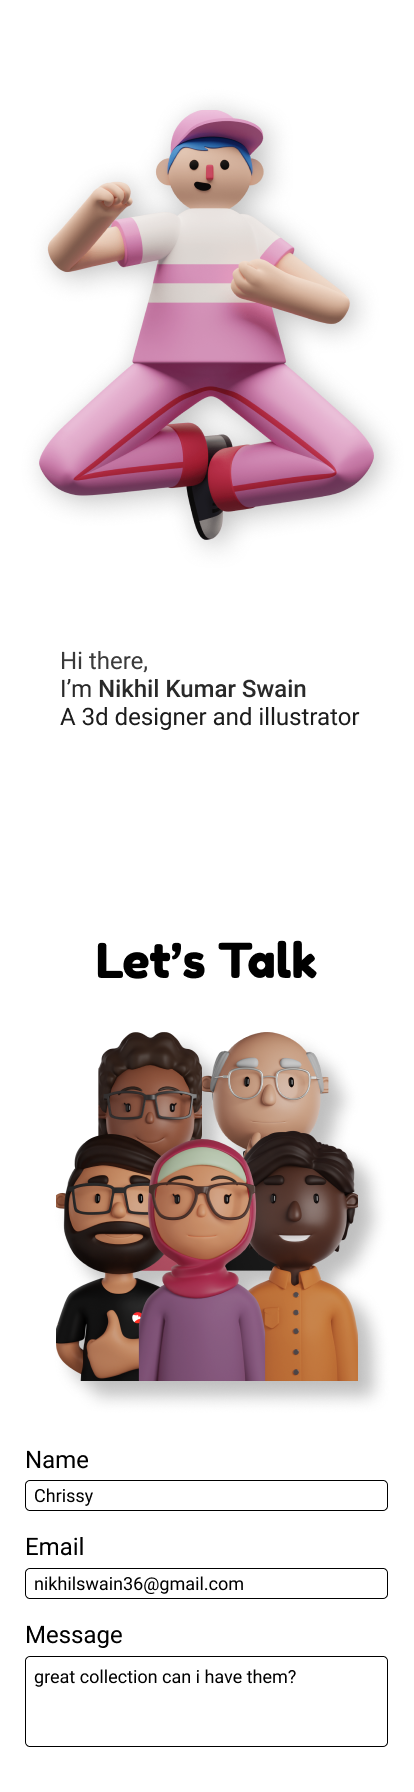 Hi there,
I’m Nikhil Kumar Swain
A 3d designer and illustrator
Let’s Talk
Name
Chrissy
Email
nikhilswain36@gmail.com
Message
great collection can i have them?